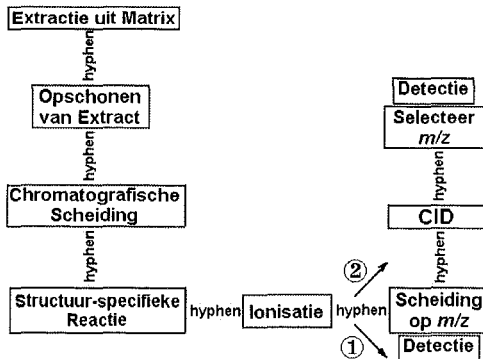 Extractie uit Matrix
hyphen
Opschonen
van Extract
hyphen
Chromatografische
Scheiding
hyphen
Structuur-specifieke
Reactie
hyphen
Ionisatie
hyphen
②
①
Detectie
Selecteer
m/z
hyphen
CID
hyphen
Scheiding
op m/z
Detectie